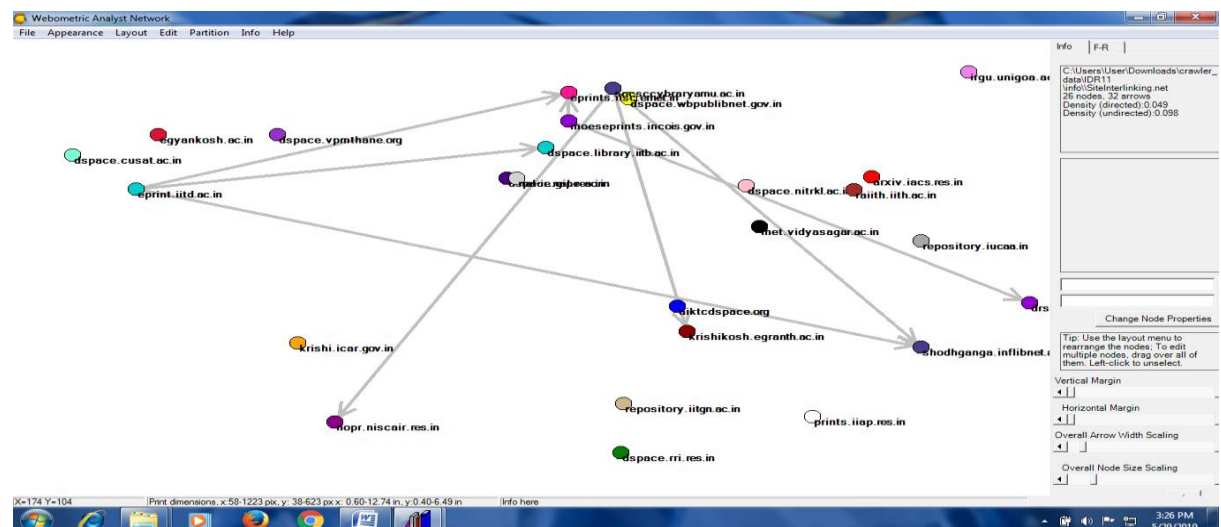 Webometric Analyst Network
File Appearance Layout Edit Partition Info Help
Info F-R
C:\Users\User\Downloads\crawler_
data\IDR11
\info\\SiteInterlinking.net
26 nodes, 32 arrows
Density (directed):0.049
Density (undirected):0.098
dspace.wbpublibnet.gov.in
moeseprints.incois.gov.in
egyankosh.ac.in
dspace.vpmthane.org
dspace.library.iitb.ac.in
dspace.cusat.ac.in
eprint.iitd.ac.in
arxiv.iacs.res.in
dspace.nitrkl.ac.i
raiith.iith.ac.in
met.vidyasagar.ac.in
repository.iucaa.in
drs
aiktcdspace.org
krishikosh.egranth.ac.in
krishi.icar.gov.in
shodhganga.inflibnet.a
repository.iitgn.ac.in
nopr.niscair.res.in
prints.iiap.res.in
dspace.rri.res.in
Change Node Properties
Tip: Use the layout menu to
rearrange the nodes; To edit
multiple nodes, drag over all of
them. Left-click to unselect.
Vertical Margin
Horizontal Margin
Overall Arrow Width Scaling
Overall Node Size Scaling
X=174 Y=104 Print dimensions, x:58-1223 pix, y: 38-623 px x: 0.60-12.74 in, y:0.40-6.49 in Info here
3:26 PM